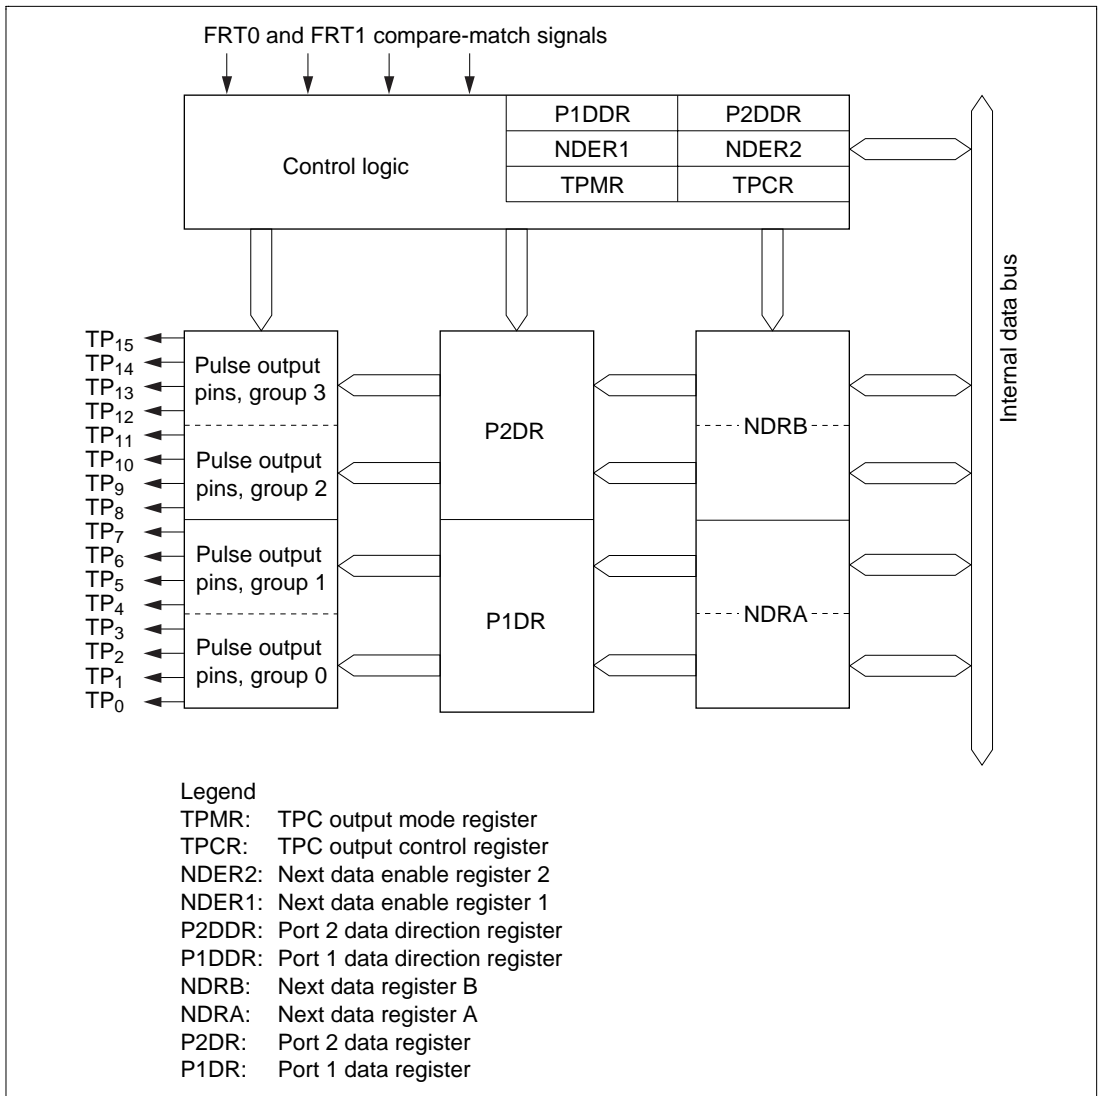 FRT0 and FRT1 compare-match signals
Control logic
P1DDR P2DDR
NDER1 NDER2
TPMR TPCR
Internal data bus
TP15
TP14
TP13
TP12
TP11
TP10
TP9
TP8
TP7
TP6
TP5
TP4
TP3
TP2
TP1
TP0
Pulse output
pins, group 3
Pulse output
pins, group 2
Pulse output
pins, group 1
Pulse output
pins, group 0
P2DR
P1DR
NDRB
NDRA
Legend
TPMR: TPC output mode register
TPCR: TPC output control register
NDER2: Next data enable register 2
NDER1: Next data enable register 1
P2DDR: Port 2 data direction register
P1DDR: Port 1 data direction register
NDRB: Next data register B
NDRA: Next data register A
P2DR: Port 2 data register
P1DR: Port 1 data register